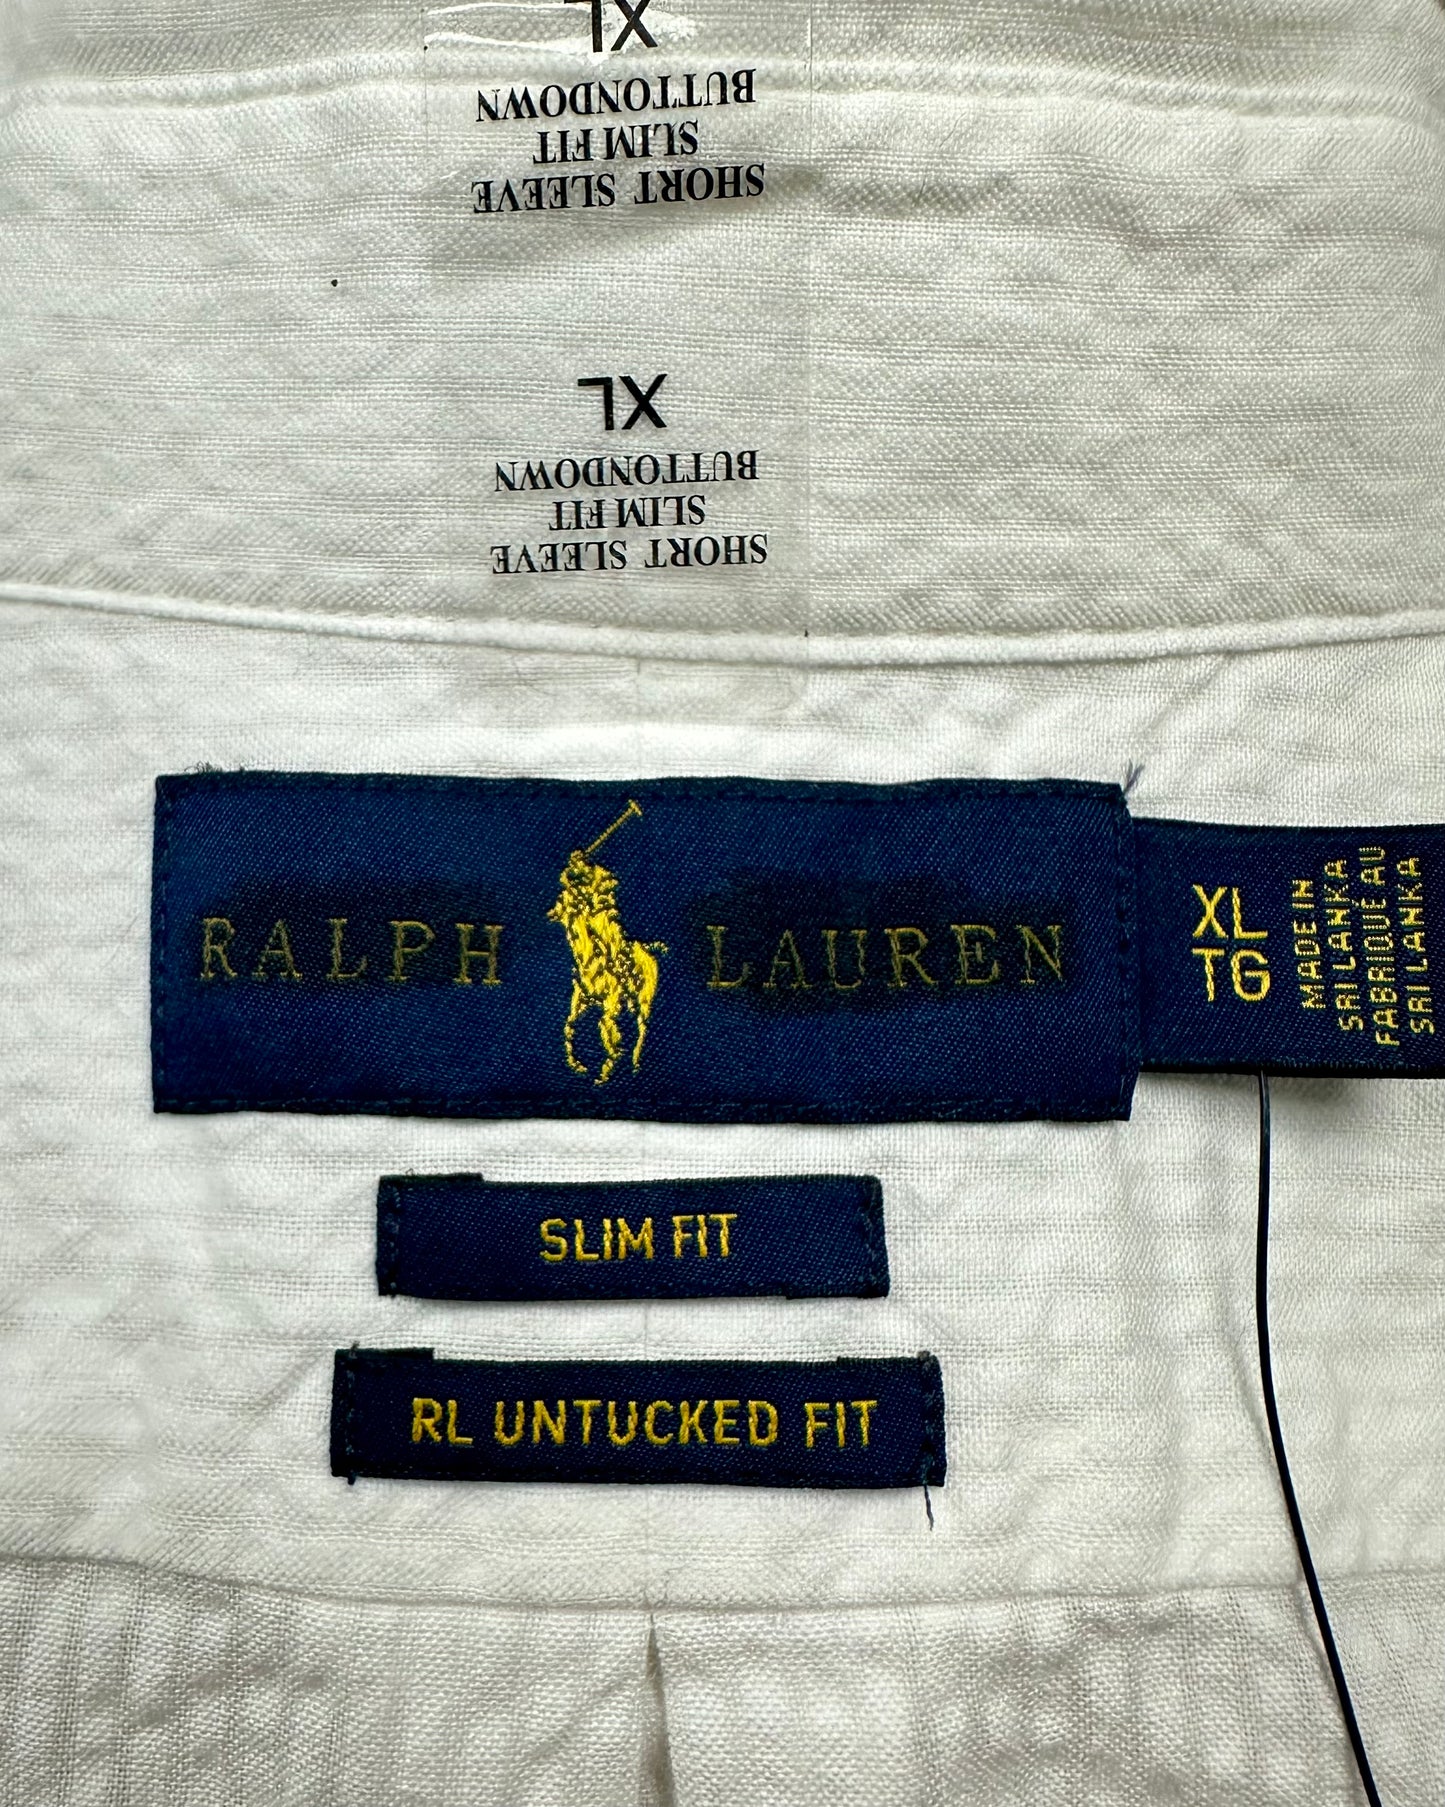 XL
BUTTONDOWN
SLIM FIT
SHORT SLEEVE
XL
BUTTONDOWN
SLIM FIT
SHORT SLEEVE
RALPH LAUREN
XL
TG
MADE IN
SRI LANKA
FABRIQUÉ AU
SRI LANKA
SLIM FIT
RL UNTUCKED FIT